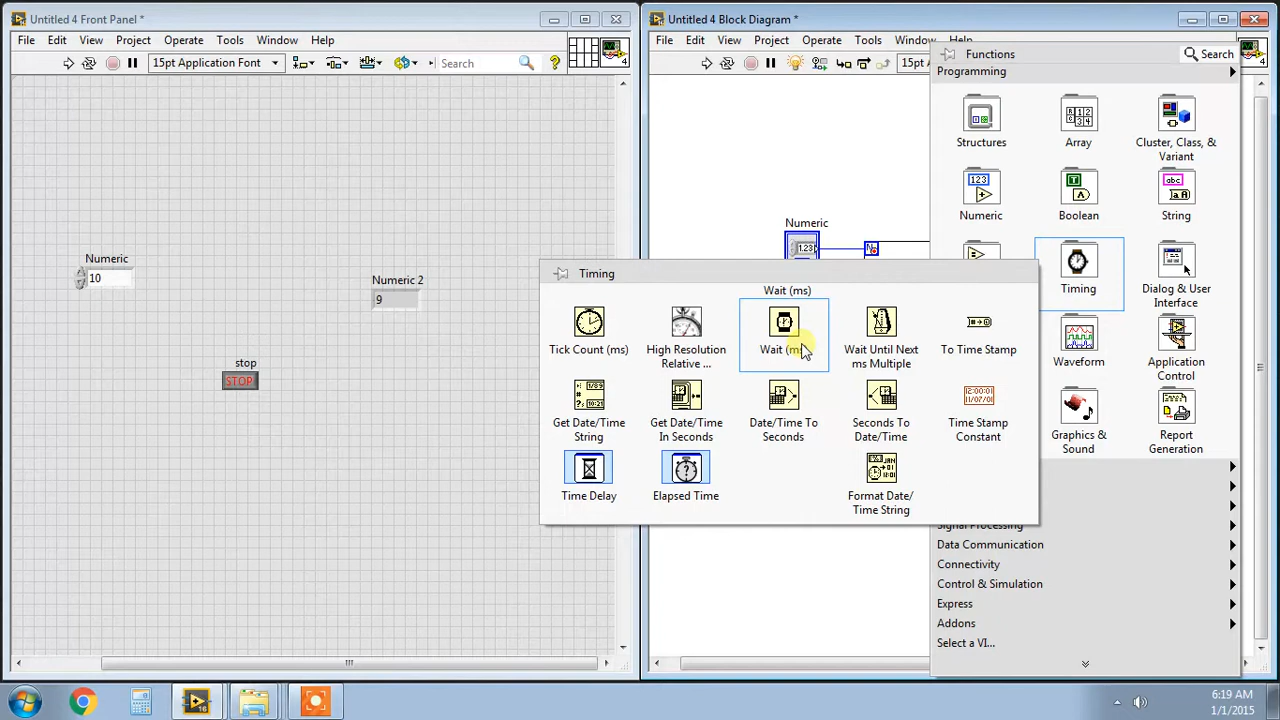 Untitled 4 Front Panel *
File Edit View Project Operate Tools Window Help
15pt Application Font
Search
4
Numeric
10
Numeric 2
9
stop
STOP
Untitled 4 Block Diagram *
File Edit View Project Operate Tools Window Help
15pt A
4
Numeric
1.23
Functions
Search
Programming
Structures
Array
Cluster, Class, &
Variant
Numeric
Boolean
String
Timing
Dialog & User
Interface
Waveform
Application
Control
Graphics &
Sound
Report
Generation
Signal Processing
Data Communication
Connectivity
Control & Simulation
Express
Addons
Select a VI...
Timing
Wait (ms)
Tick Count (ms)
High Resolution
Relative ...
Wait (ms)
Wait Until Next
ms Multiple
To Time Stamp
Get Date/Time
String
Get Date/Time
In Seconds
Date/Time To
Seconds
Seconds To
Date/Time
Time Stamp
Constant
Time Delay
Elapsed Time
Format Date/
Time String
6:19 AM
1/1/2015